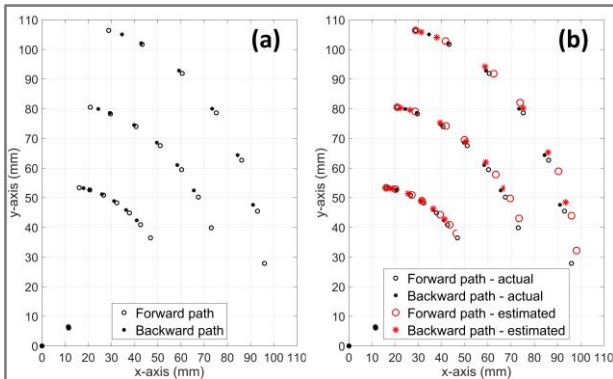 (a)
110
100
90
80
70
60
50
40
30
20
10
0
y-axis (mm)
Forward path
Backward path
0 10 20 30 40 50 60 70 80 90 100 110
x-axis (mm)
(b)
110
100
90
80
70
60
50
40
30
20
10
0
y-axis (mm)
Forward path - actual
Backward path - actual
Forward path - estimated
Backward path - estimated
0 10 20 30 40 50 60 70 80 90 100 110
x-axis (mm)